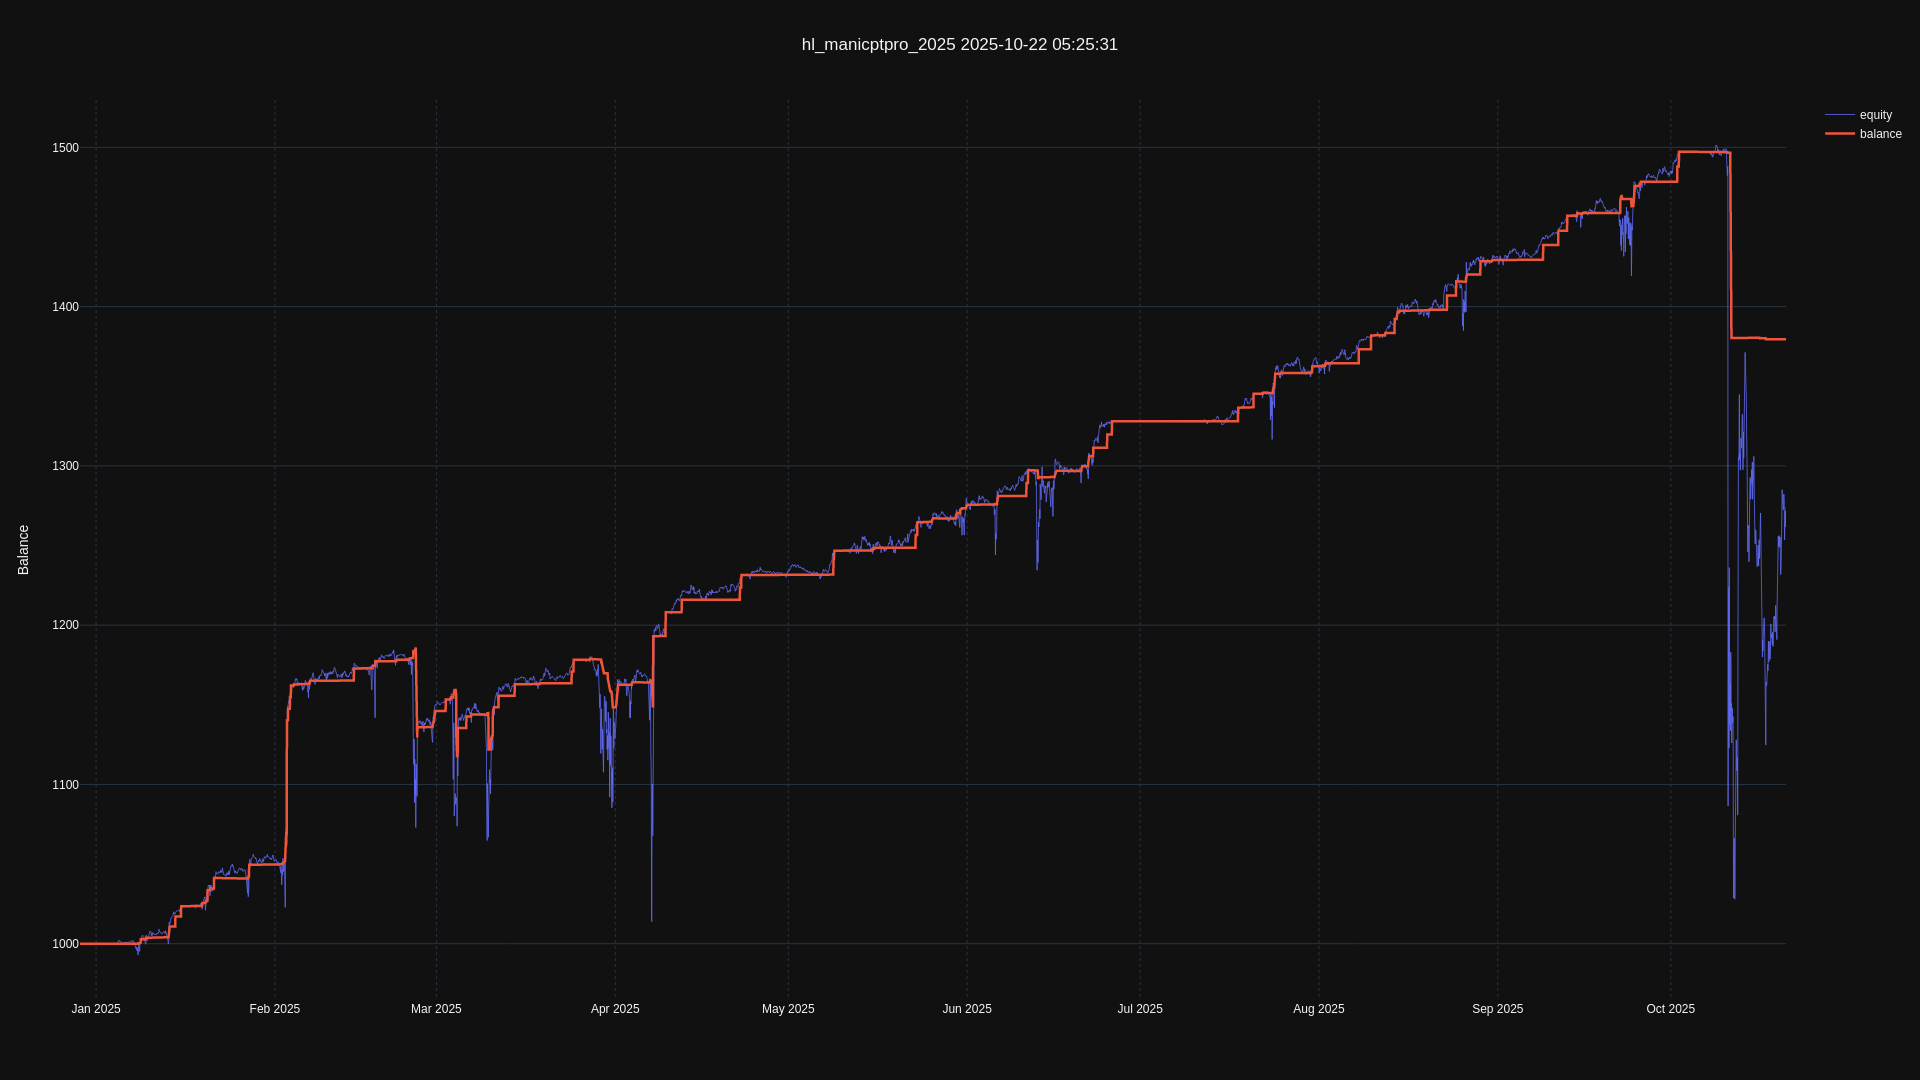 hl_manicptpro_2025 2025-10-22 05:25:31
equity
balance
Balance
1500
1400
1300
1200
1100
1000
Jan 2025
Feb 2025
Mar 2025
Apr 2025
May 2025
Jun 2025
Jul 2025
Aug 2025
Sep 2025
Oct 2025